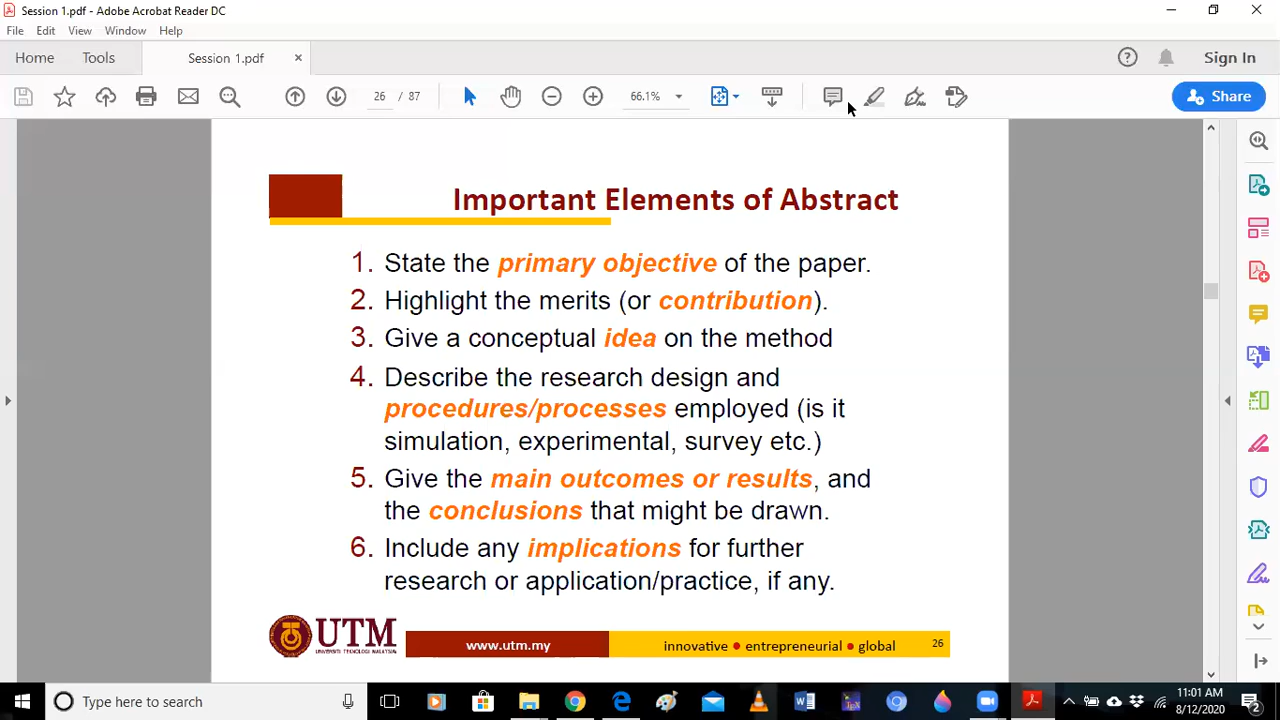 Session 1.pdf - Adobe Acrobat Reader DC
File Edit View Window Help
Home Tools Session 1.pdf × Sign In
26 / 87 66.1% Share
Important Elements of Abstract
1. State the primary objective of the paper.
2. Highlight the merits (or contribution).
3. Give a conceptual idea on the method
4. Describe the research design and
procedures/processes employed (is it
simulation, experimental, survey etc.)
5. Give the main outcomes or results, and
the conclusions that might be drawn.
6. Include any implications for further
research or application/practice, if any.
UTM
UNIVERSITI TEKNOLOGI MALAYSIA
www.utm.my
innovative ● entrepreneurial ● global
26
Type here to search
11:01 AM
8/12/2020
2